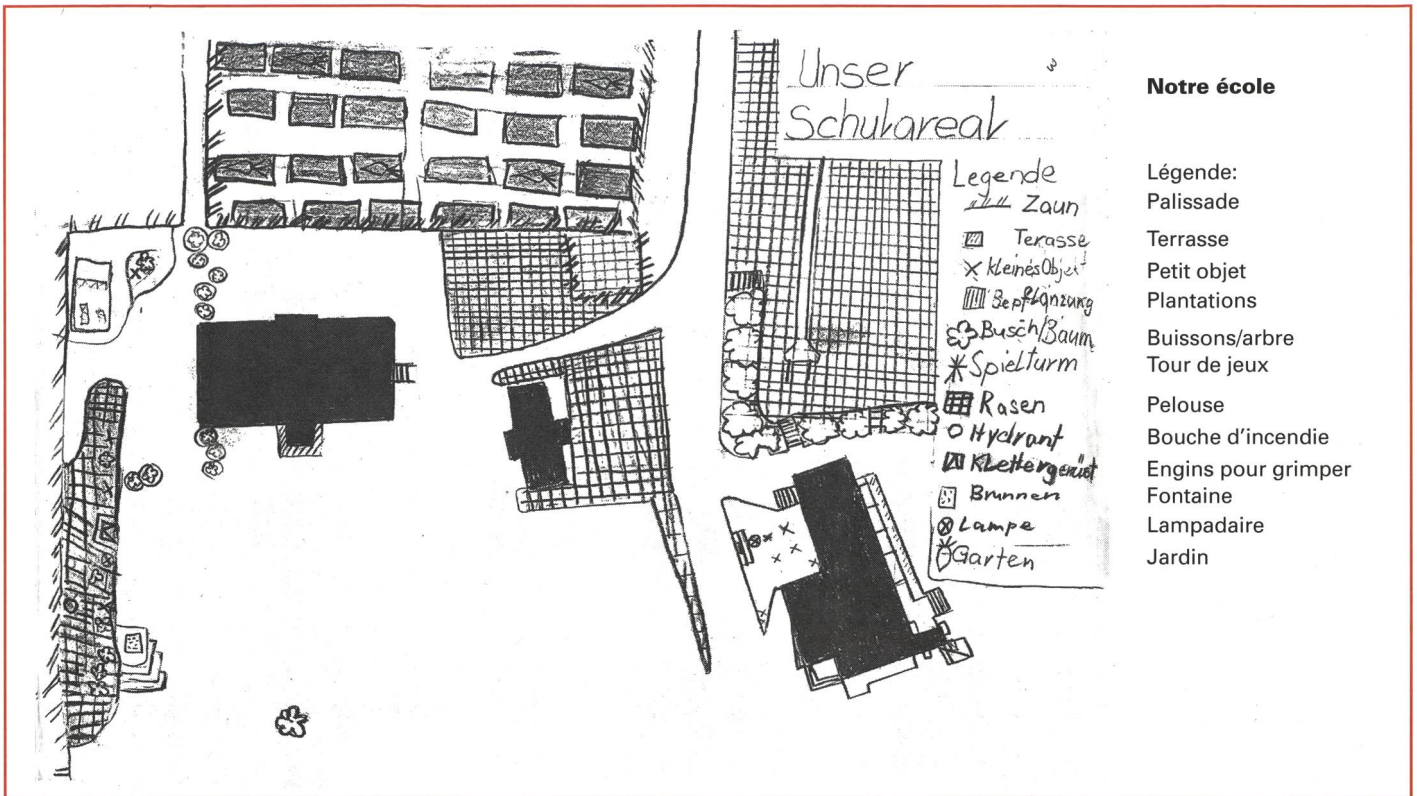 Unser
Schulareal
Legende
Zaun
Terasse
kleines Objekt
Bepflanzung
Busch/Baum
Spielturm
Rasen
Hydrant
Klettergerüst
Brunnen
Lampe
Garten
Notre école
Légende:
Palissade
Terrasse
Petit objet
Plantations
Buissons/arbre
Tour de jeux
Pelouse
Bouche d'incendie
Engins pour grimper
Fontaine
Lampadaire
Jardin